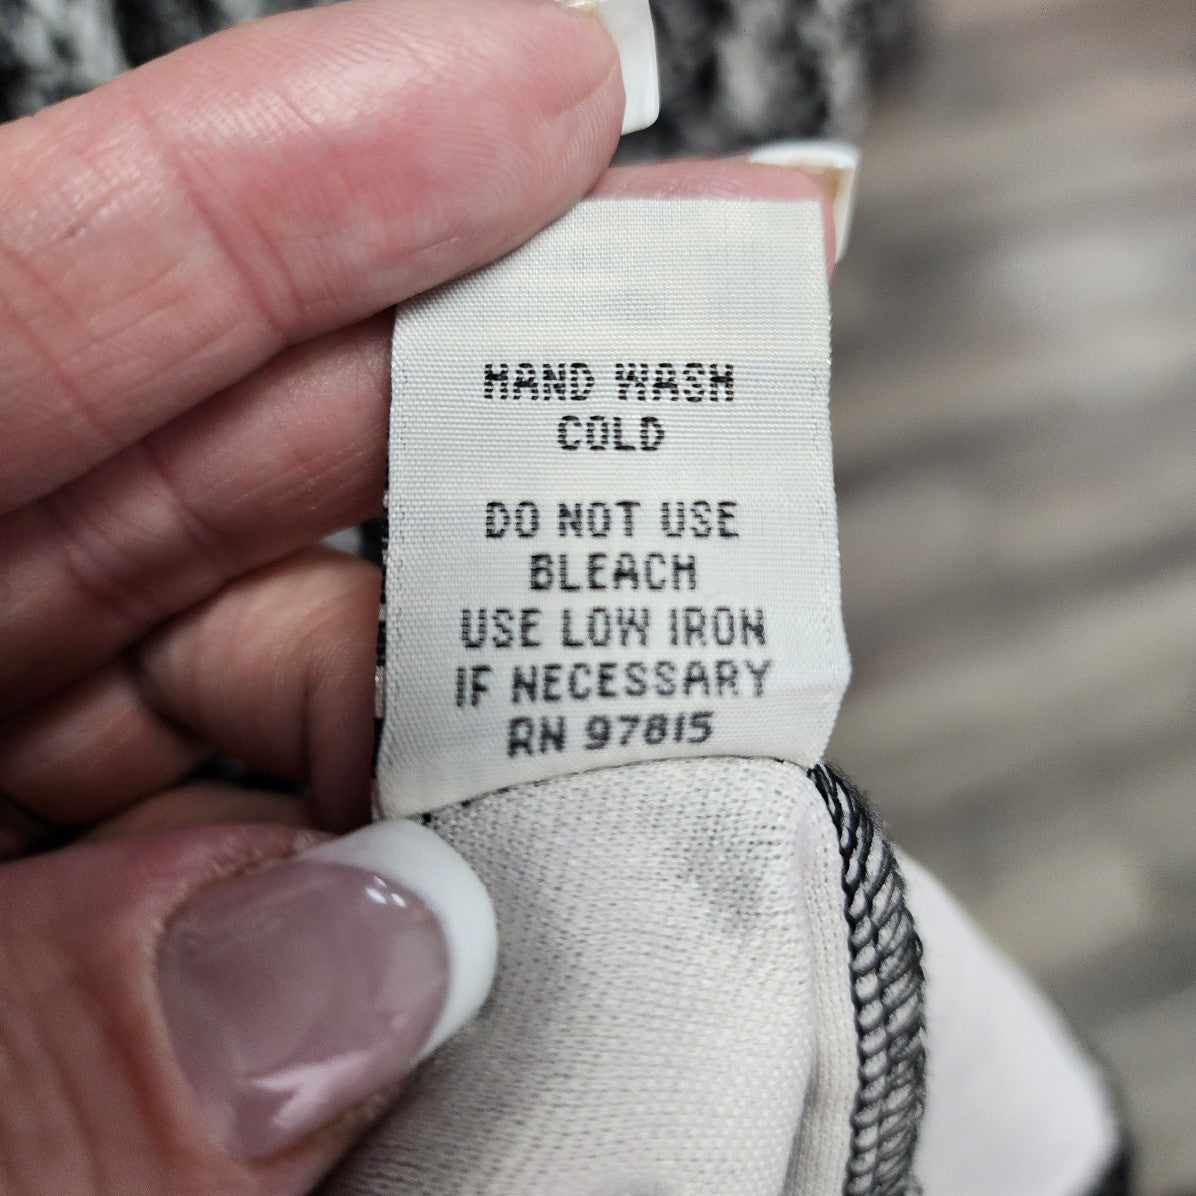 HAND WASH
COLD
DO NOT USE
BLEACH
USE LOW IRON
IF NECESSARY
RN 97815